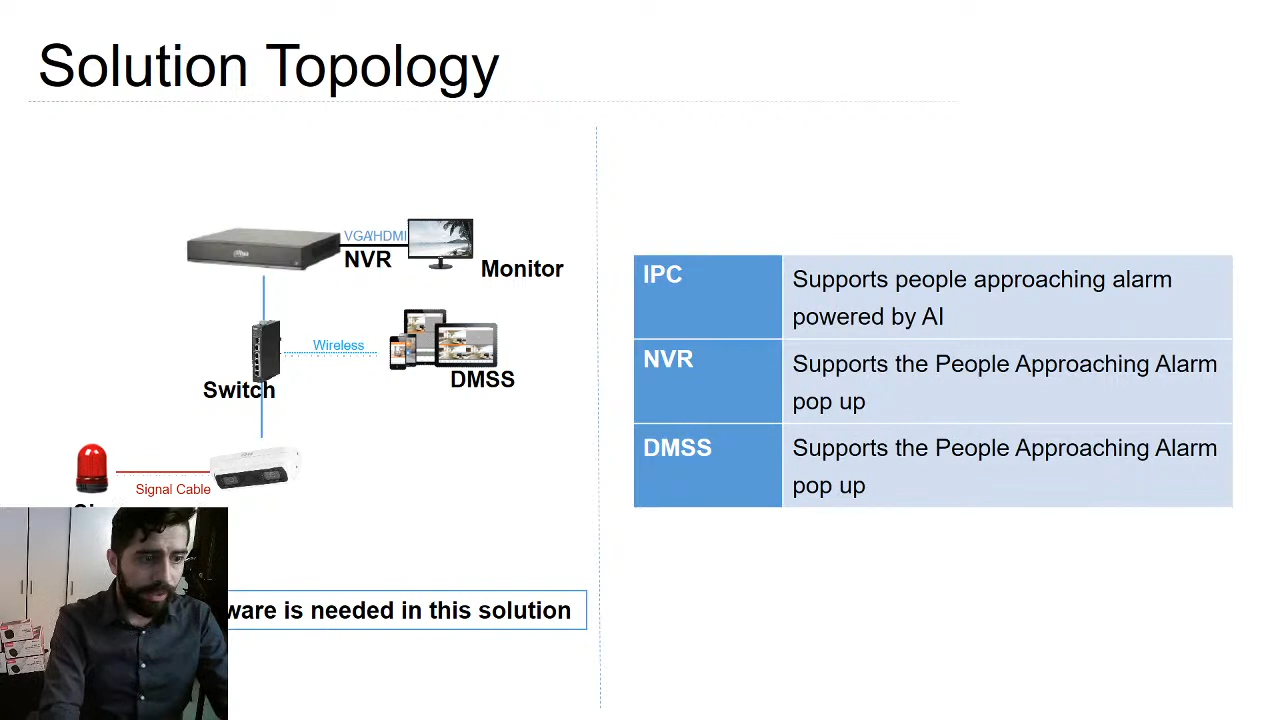 Solution Topology
VGA/HDMI
NVR
Monitor
Wireless
Switch
DMSS
Signal Cable
is needed in this solution
IPC
Supports people approaching alarm
powered by AI
NVR
Supports the People Approaching Alarm
pop up
DMSS
Supports the People Approaching Alarm
pop up